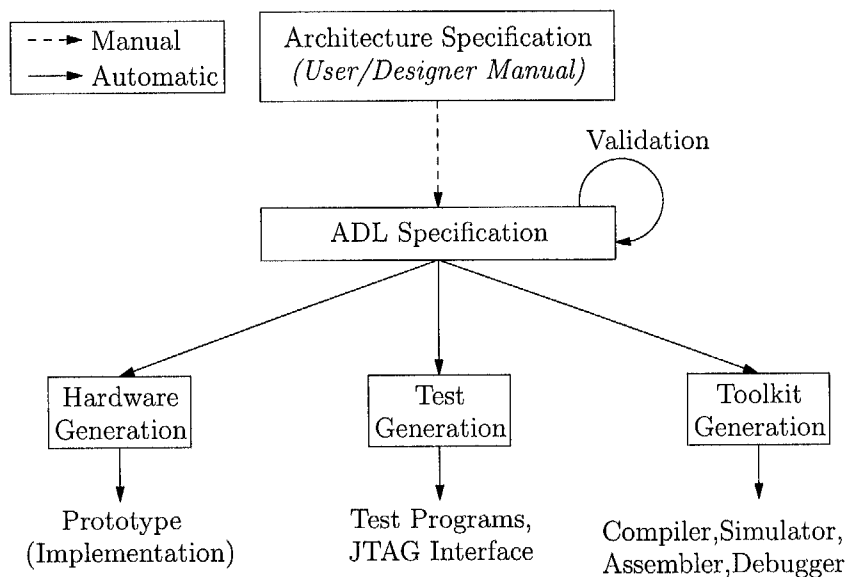 Manual
Automatic
Architecture Specification
(User/Designer Manual)
Validation
ADL Specification
Hardware
Generation
Test
Generation
Toolkit
Generation
Prototype
(Implementation)
Test Programs,
JTAG Interface
Compiler,Simulator,
Assembler,Debugger